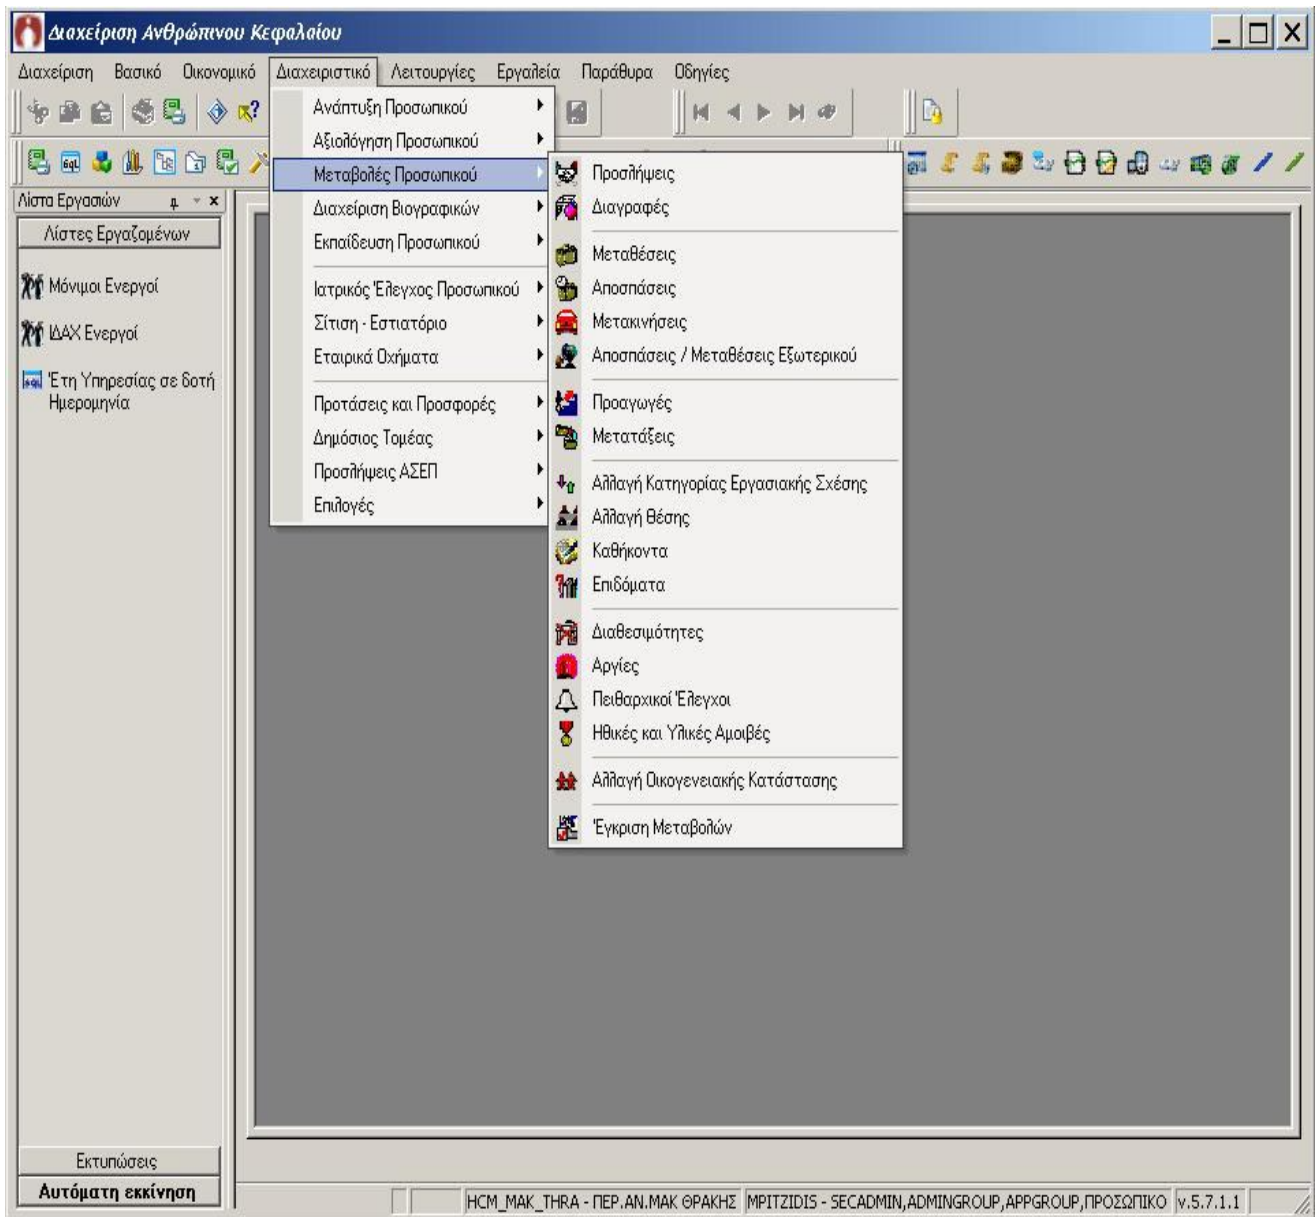 Διαχείριση Ανθρώπινου Κεφαλαίου
Διαχείριση Βασικό Οικονομικό Διαχειριστικό Λειτουργίες Εργαλεία Παράθυρα Οδηγίες
Λίστα Εργασιών
Λίστες Εργαζομένων
Μόνιμοι Ενεργοί
ΙΔΑΧ Ενεργοί
Έτη Υπηρεσίας σε δοτή
Ημερομηνία
Εκτυπώσεις
Αυτόματη εκκίνηση
Ανάπτυξη Προσωπικού
Αξιολόγηση Προσωπικού
Μεταβολές Προσωπικού
Διαχείριση Βιογραφικών
Εκπαίδευση Προσωπικού
Ιατρικός Έλεγχος Προσωπικού
Σίτιση - Εστιατόριο
Εταιρικά Οχήματα
Προτάσεις και Προσφορές
Δημόσιος Τομέας
Προσλήψεις ΑΣΕΠ
Επιλογές
Προσλήψεις
Διαγραφές
Μεταθέσεις
Αποσπάσεις
Μετακινήσεις
Αποσπάσεις / Μεταθέσεις Εξωτερικού
Προαγωγές
Μετατάξεις
Αλλαγή Κατηγορίας Εργασιακής Σχέσης
Αλλαγή Θέσης
Καθήκοντα
Επιδόματα
Διαθεσιμότητες
Αργίες
Πειθαρχικοί Έλεγχοι
Ηθικές και Υλικές Αμοιβές
Αλλαγή Οικογενειακής Κατάστασης
Έγκριση Μεταβολών
HCM_MAK_THRA - ΠΕΡ.ΑΝ.ΜΑΚ ΘΡΑΚΗΣ MPITZIDIS - SECADMIN,ADMINGROUP,APPGROUP,ΠΡΟΣΩΠΙΚΟ v.5.7.1.1